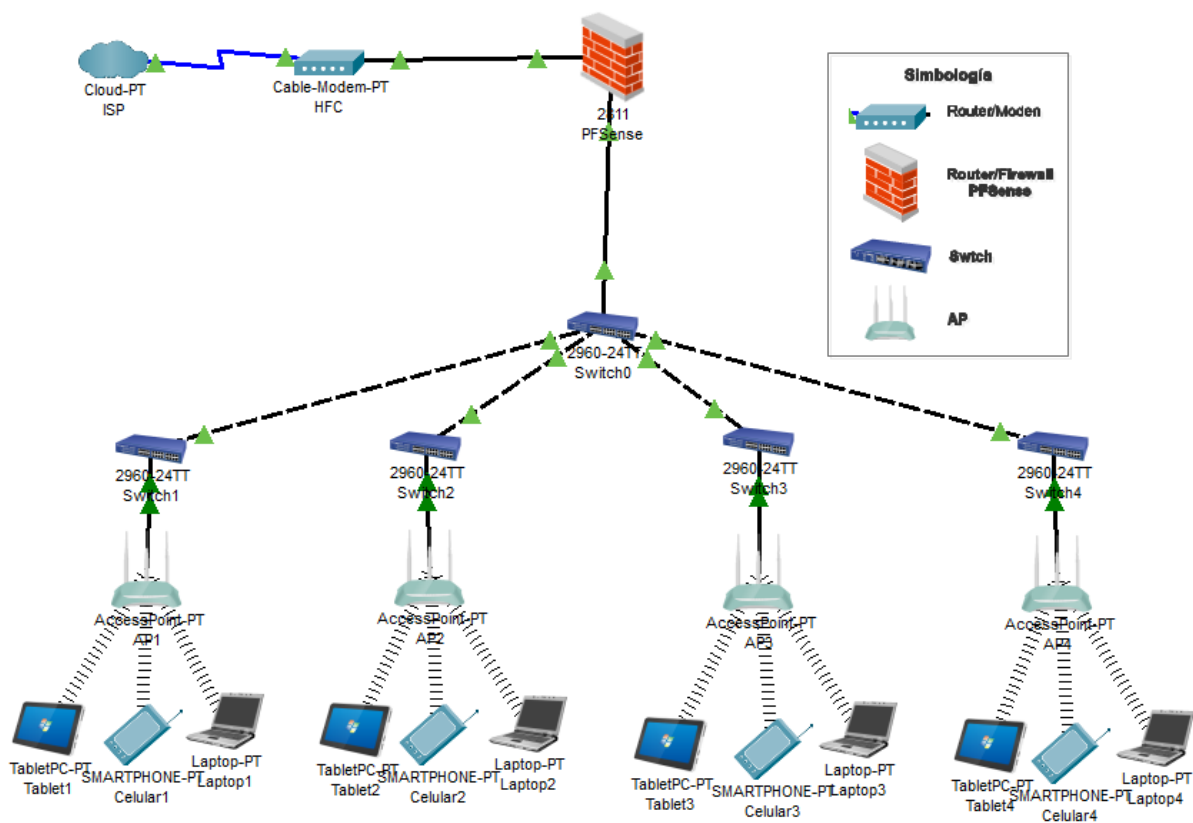 Cloud-PT
ISP
Cable-Modem-PT
HFC
2811
PFSense
Simbología
Router/Moden
Router/Firewall
PFSense
Swtch
AP
2960-24TT
Switch0
2960-24TT
Switch1
2960-24TT
Switch2
2960-24TT
Switch3
2960-24TT
Switch4
AccessPoint-PT
AP1
AccessPoint-PT
AP2
AccessPoint-PT
AP3
AccessPoint-PT
AP4
TabletPC-PT
Tablet1
SMARTPHONE-PT
Celular1
Laptop-PT
Laptop1
TabletPC-PT
Tablet2
SMARTPHONE-PT
Celular2
Laptop-PT
Laptop2
TabletPC-PT
Tablet3
SMARTPHONE-PT
Celular3
Laptop-PT
Laptop3
TabletPC-PT
Tablet4
SMARTPHONE-PT
Celular4
Laptop-PT
Laptop4